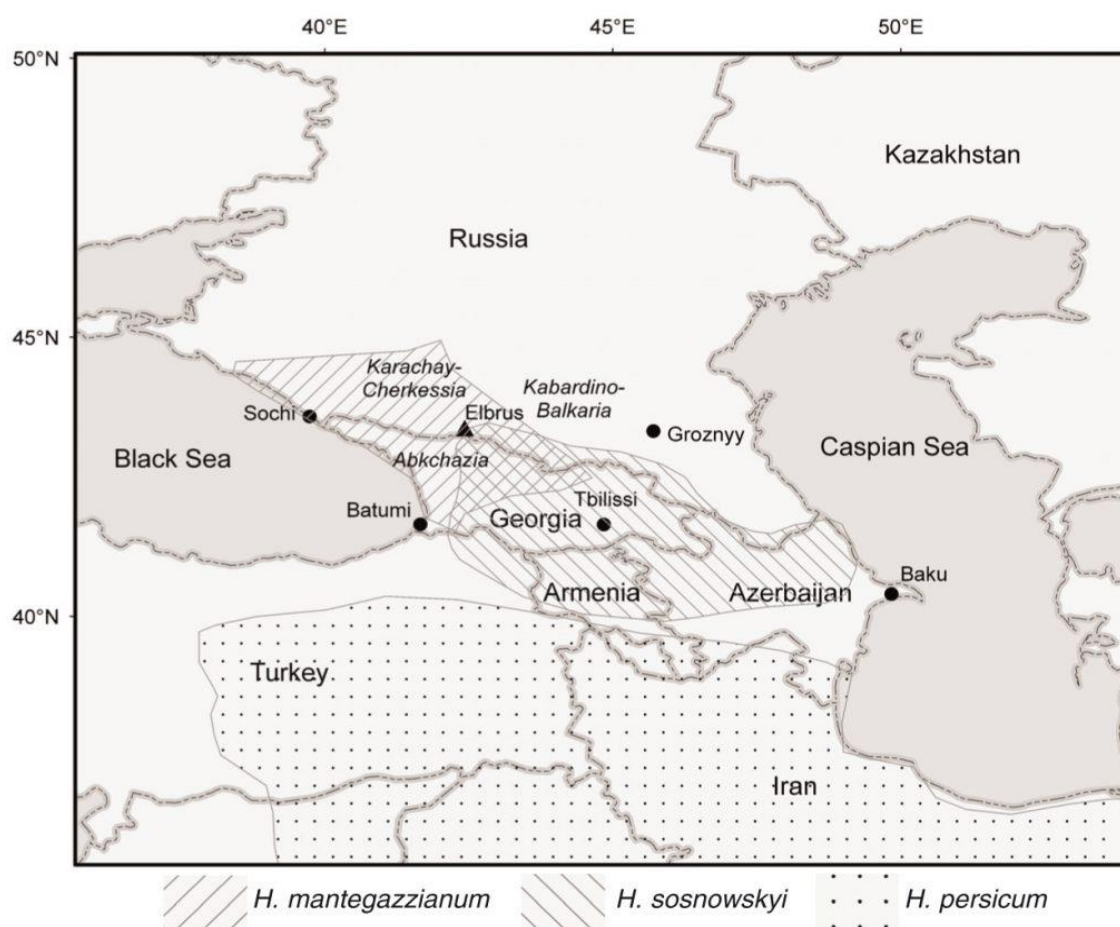 40°E 45°E 50°E
50°N
Kazakhstan
Russia
45°N
Karachay-
Cherkessia
Kabardino-
Balkaria
Sochi
Elbrus
Groznyy
Black Sea
Abkchazia
Caspian Sea
Batumi
Georgia
Tbilissi
Armenia
Azerbaijan
Baku
40°N
Turkey
Iran
H. mantegazzianum H. sosnowskyi H. persicum